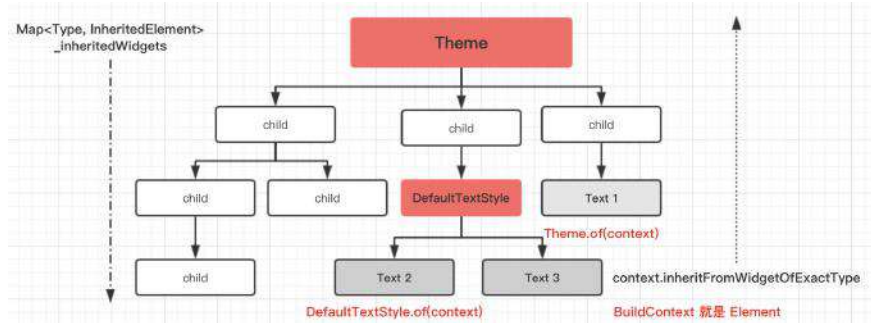 Map<Type, InheritedElement>
_inheritedWidgets
Theme
child
child
child
child
child
DefaultTextStyle
Text 1
Theme.of(context)
child
Text 2
Text 3
context.inheritFromWidgetOfExactType
DefaultTextStyle.of(context)
BuildContext 就是 Element